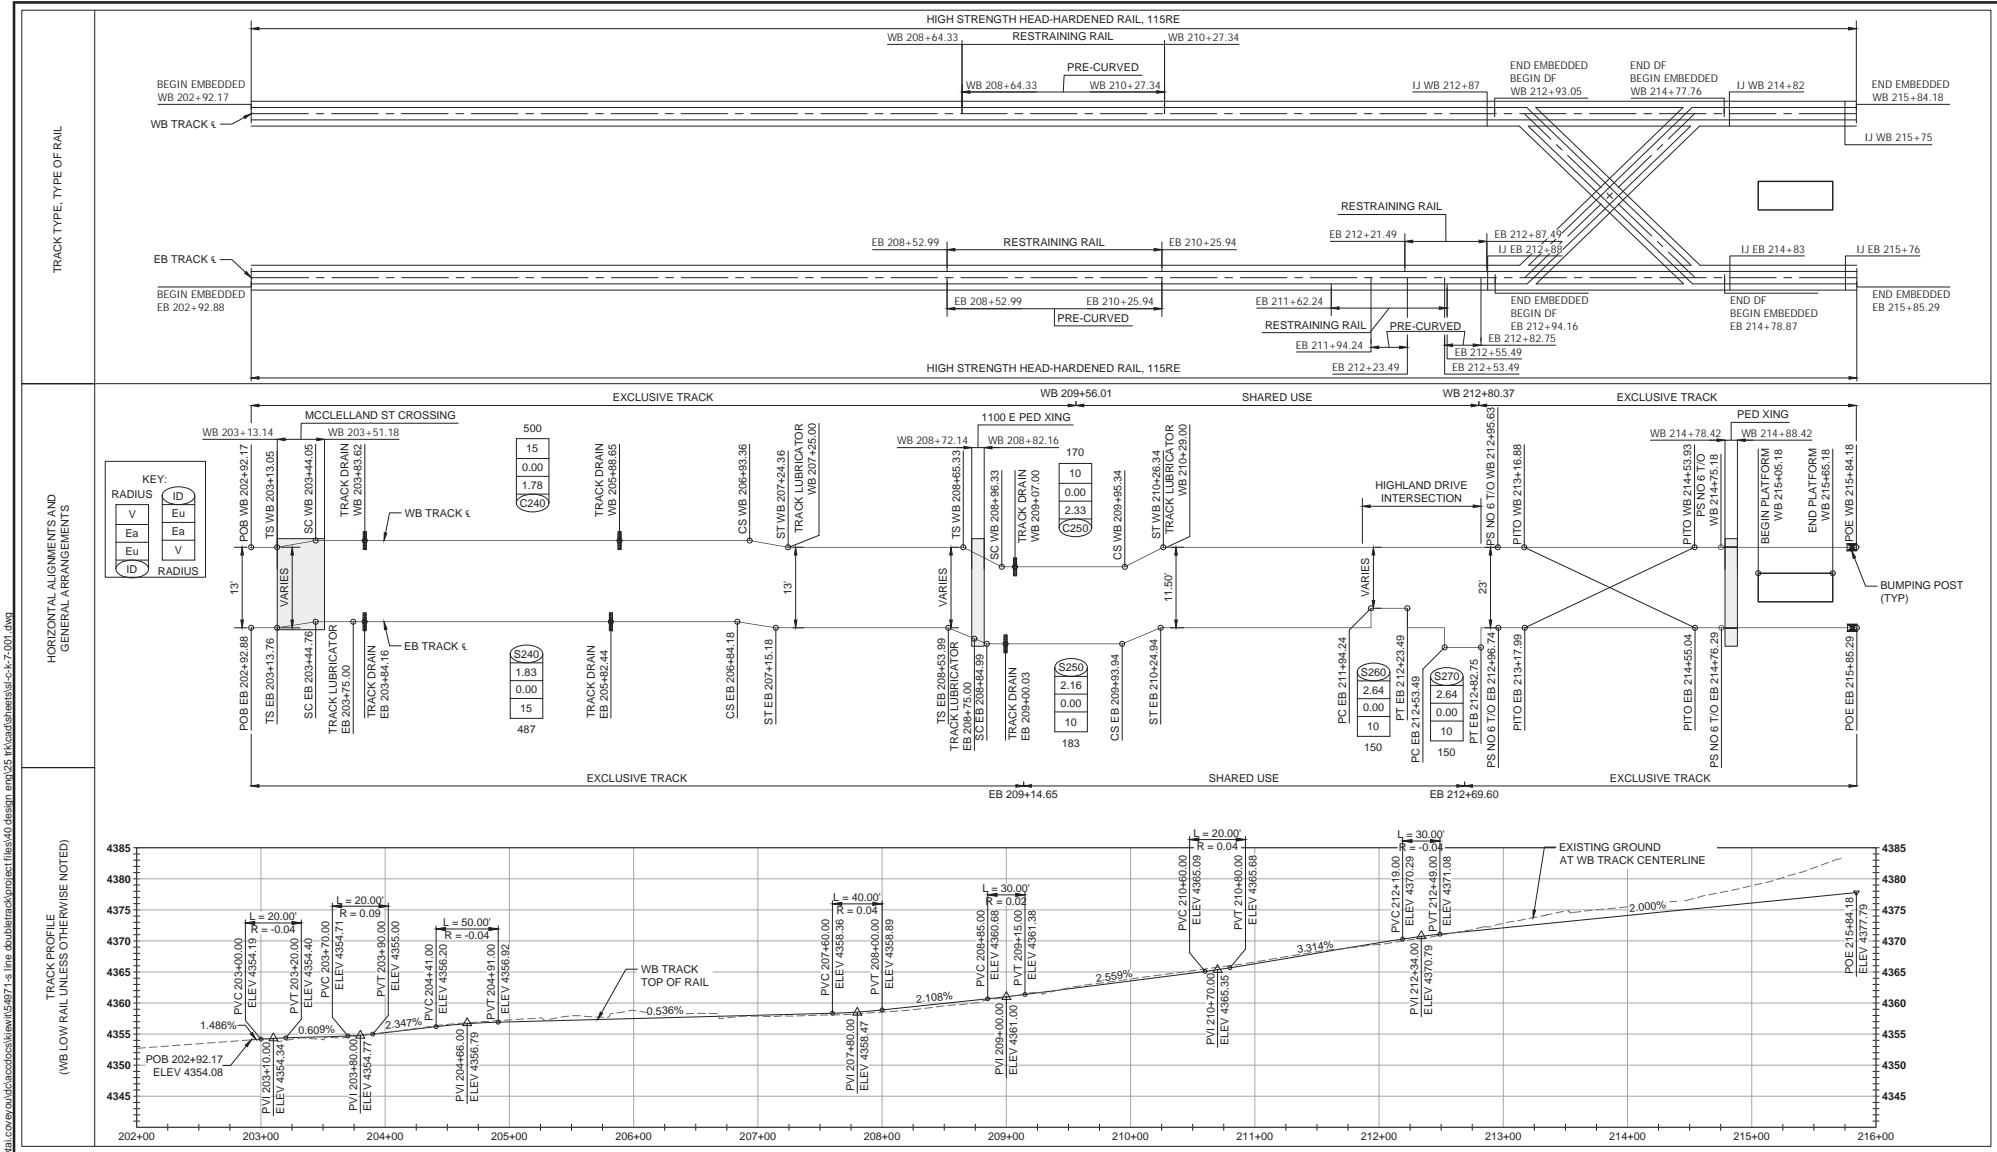 HIGH STRENGTH HEAD-HARDENED RAIL, 115RE
WB 208+64.33
RESTRAINING RAIL
WB 210+27.34
PRE-CURVED
WB 208+64.33
WB 210+27.34
BEGIN EMBEDDED
WB 202+92.17
WB TRACK ℄
IJ WB 212+87
END EMBEDDED
BEGIN DF
WB 212+93.05
END DF
BEGIN EMBEDDED
WB 214+77.76
IJ WB 214+82
END EMBEDDED
WB 215+84.18
IJ WB 215+75
TRACK TYPE, TYPE OF RAIL
EB TRACK ℄
BEGIN EMBEDDED
EB 202+92.88
EB 208+52.99
RESTRAINING RAIL
EB 210+25.94
EB 208+52.99
EB 210+25.94
PRE-CURVED
RESTRAINING RAIL
EB 212+21.49
EB 212+87.49
IJ EB 212+88
IJ EB 214+83
IJ EB 215+76
EB 211+62.24
RESTRAINING RAIL
PRE-CURVED
EB 211+94.24
EB 212+23.49
EB 212+82.75
EB 212+55.49
EB 212+53.49
END EMBEDDED
BEGIN DF
EB 212+94.16
END DF
BEGIN EMBEDDED
EB 214+78.87
END EMBEDDED
EB 215+85.29
HIGH STRENGTH HEAD-HARDENED RAIL, 115RE
HORIZONTAL ALIGNMENTS AND
GENERAL ARRANGEMENTS
EXCLUSIVE TRACK
WB 209+56.01
SHARED USE
WB 212+80.37
EXCLUSIVE TRACK
MCCLELLAND ST CROSSING
WB 203+13.14
WB 203+51.18
1100 E PED XING
WB 208+72.14
WB 208+82.16
PED XING
WB 214+78.42
WB 214+88.42
KEY:
RADIUS
V
Ea
Eu
ID
ID
Eu
Ea
V
RADIUS
POB WB 202+92.17
TS WB 203+13.05
SC WB 203+44.05
TRACK DRAIN
WB 203+83.62
WB TRACK ℄
500
15
0.00
1.78
C240
TRACK DRAIN
WB 205+88.65
CS WB 206+93.36
ST WB 207+24.36
TRACK LUBRICATOR
WB 207+25.00
TS WB 208+65.33
SC WB 208+96.33
TRACK DRAIN
WB 209+07.00
170
10
0.00
2.33
C250
CS WB 209+95.34
ST WB 210+26.34
TRACK LUBRICATOR
WB 210+29.00
HIGHLAND DRIVE
INTERSECTION
PS NO 6 T/O WB 212+95.63
PITO WB 213+16.88
PITO WB 214+53.93
PS NO 6 T/O
WB 214+75.18
BEGIN PLATFORM
WB 215+05.18
END PLATFORM
WB 215+65.18
POE WB 215+84.18
BUMPING POST
(TYP)
13'
VARIES
13'
VARIES
11.50'
VARIES
23'
POB EB 202+92.88
TS EB 203+13.76
SC EB 203+44.76
TRACK LUBRICATOR
EB 203+75.00
TRACK DRAIN
EB 203+84.16
EB TRACK ℄
S240
1.83
0.00
15
487
TRACK DRAIN
EB 205+82.44
CS EB 206+84.18
ST EB 207+15.18
TS EB 208+53.99
TRACK LUBRICATOR
EB 208+75.00
SC EB 208+84.99
TRACK DRAIN
EB 209+00.03
S250
2.16
0.00
10
183
CS EB 209+93.94
ST EB 210+24.94
PC EB 211+94.24
S260
2.64
0.00
10
150
PT EB 212+23.49
PC EB 212+53.49
S270
2.64
0.00
10
150
PT EB 212+82.75
PS NO 6 T/O EB 212+96.74
PITO EB 213+17.99
PITO EB 214+55.04
PS NO 6 T/O EB 214+76.29
POE EB 215+85.29
EXCLUSIVE TRACK
EB 209+14.65
SHARED USE
EB 212+69.60
EXCLUSIVE TRACK
TRACK PROFILE
(WB LOW RAIL UNLESS OTHERWISE NOTED)
4385
4380
4375
4370
4365
4360
4355
4350
4345
1.486%
POB 202+92.17
ELEV 4354.08
L = 20.00'
R = -0.04
PVC 203+00.00
ELEV 4354.19
PVT 203+20.00
ELEV 4354.40
PVI 203+10.00
ELEV 4354.34
0.609%
L = 20.00'
R = 0.09
PVC 203+70.00
ELEV 4354.71
PVT 203+90.00
ELEV 4355.00
PVI 203+80.00
ELEV 4354.77
2.347%
L = 50.00'
R = -0.04
PVC 204+41.00
ELEV 4356.20
PVT 204+91.00
ELEV 4356.92
PVI 204+66.00
ELEV 4356.79
WB TRACK
TOP OF RAIL
0.536%
L = 40.00'
R = 0.04
PVC 207+60.00
ELEV 4358.36
PVT 208+00.00
ELEV 4358.89
PVI 207+80.00
ELEV 4358.47
2.108%
L = 30.00'
R = 0.02
PVC 208+85.00
ELEV 4360.68
PVT 209+15.00
ELEV 4361.38
PVI 209+00.00
ELEV 4361.00
2.559%
L = 20.00'
R = 0.04
PVC 210+60.00
ELEV 4365.09
PVT 210+80.00
ELEV 4365.68
PVI 210+70.00
ELEV 4365.35
3.314%
L = 30.00'
R = -0.04
PVC 212+19.00
ELEV 4370.29
PVT 212+49.00
ELEV 4371.08
PVI 212+34.00
ELEV 4370.79
EXISTING GROUND
AT WB TRACK CENTERLINE
2.000%
POE 215+84.18
ELEV 4377.79
4385
4380
4375
4370
4365
4360
4355
4350
4345
202+00
203+00
204+00
205+00
206+00
207+00
208+00
209+00
210+00
211+00
212+00
213+00
214+00
215+00
216+00